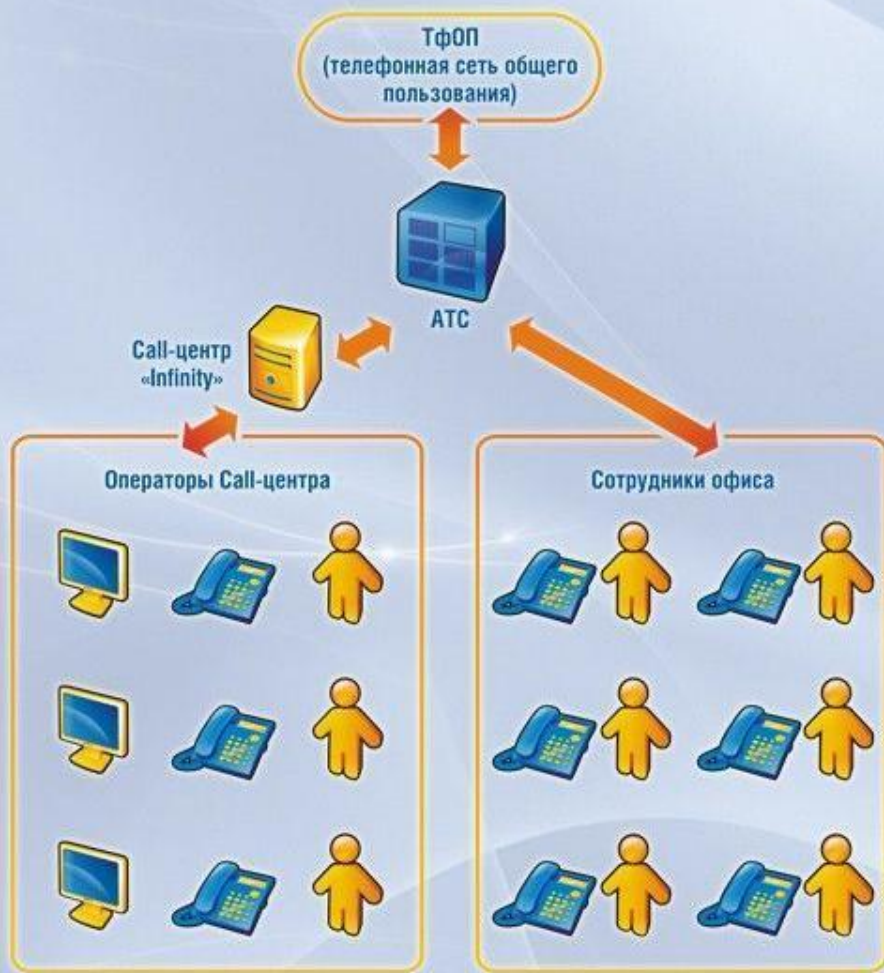 ТфОП
(телефонная сеть общего
пользования)
АТС
Call-центр
«Infinity»
Операторы Call-центра
Сотрудники офиса